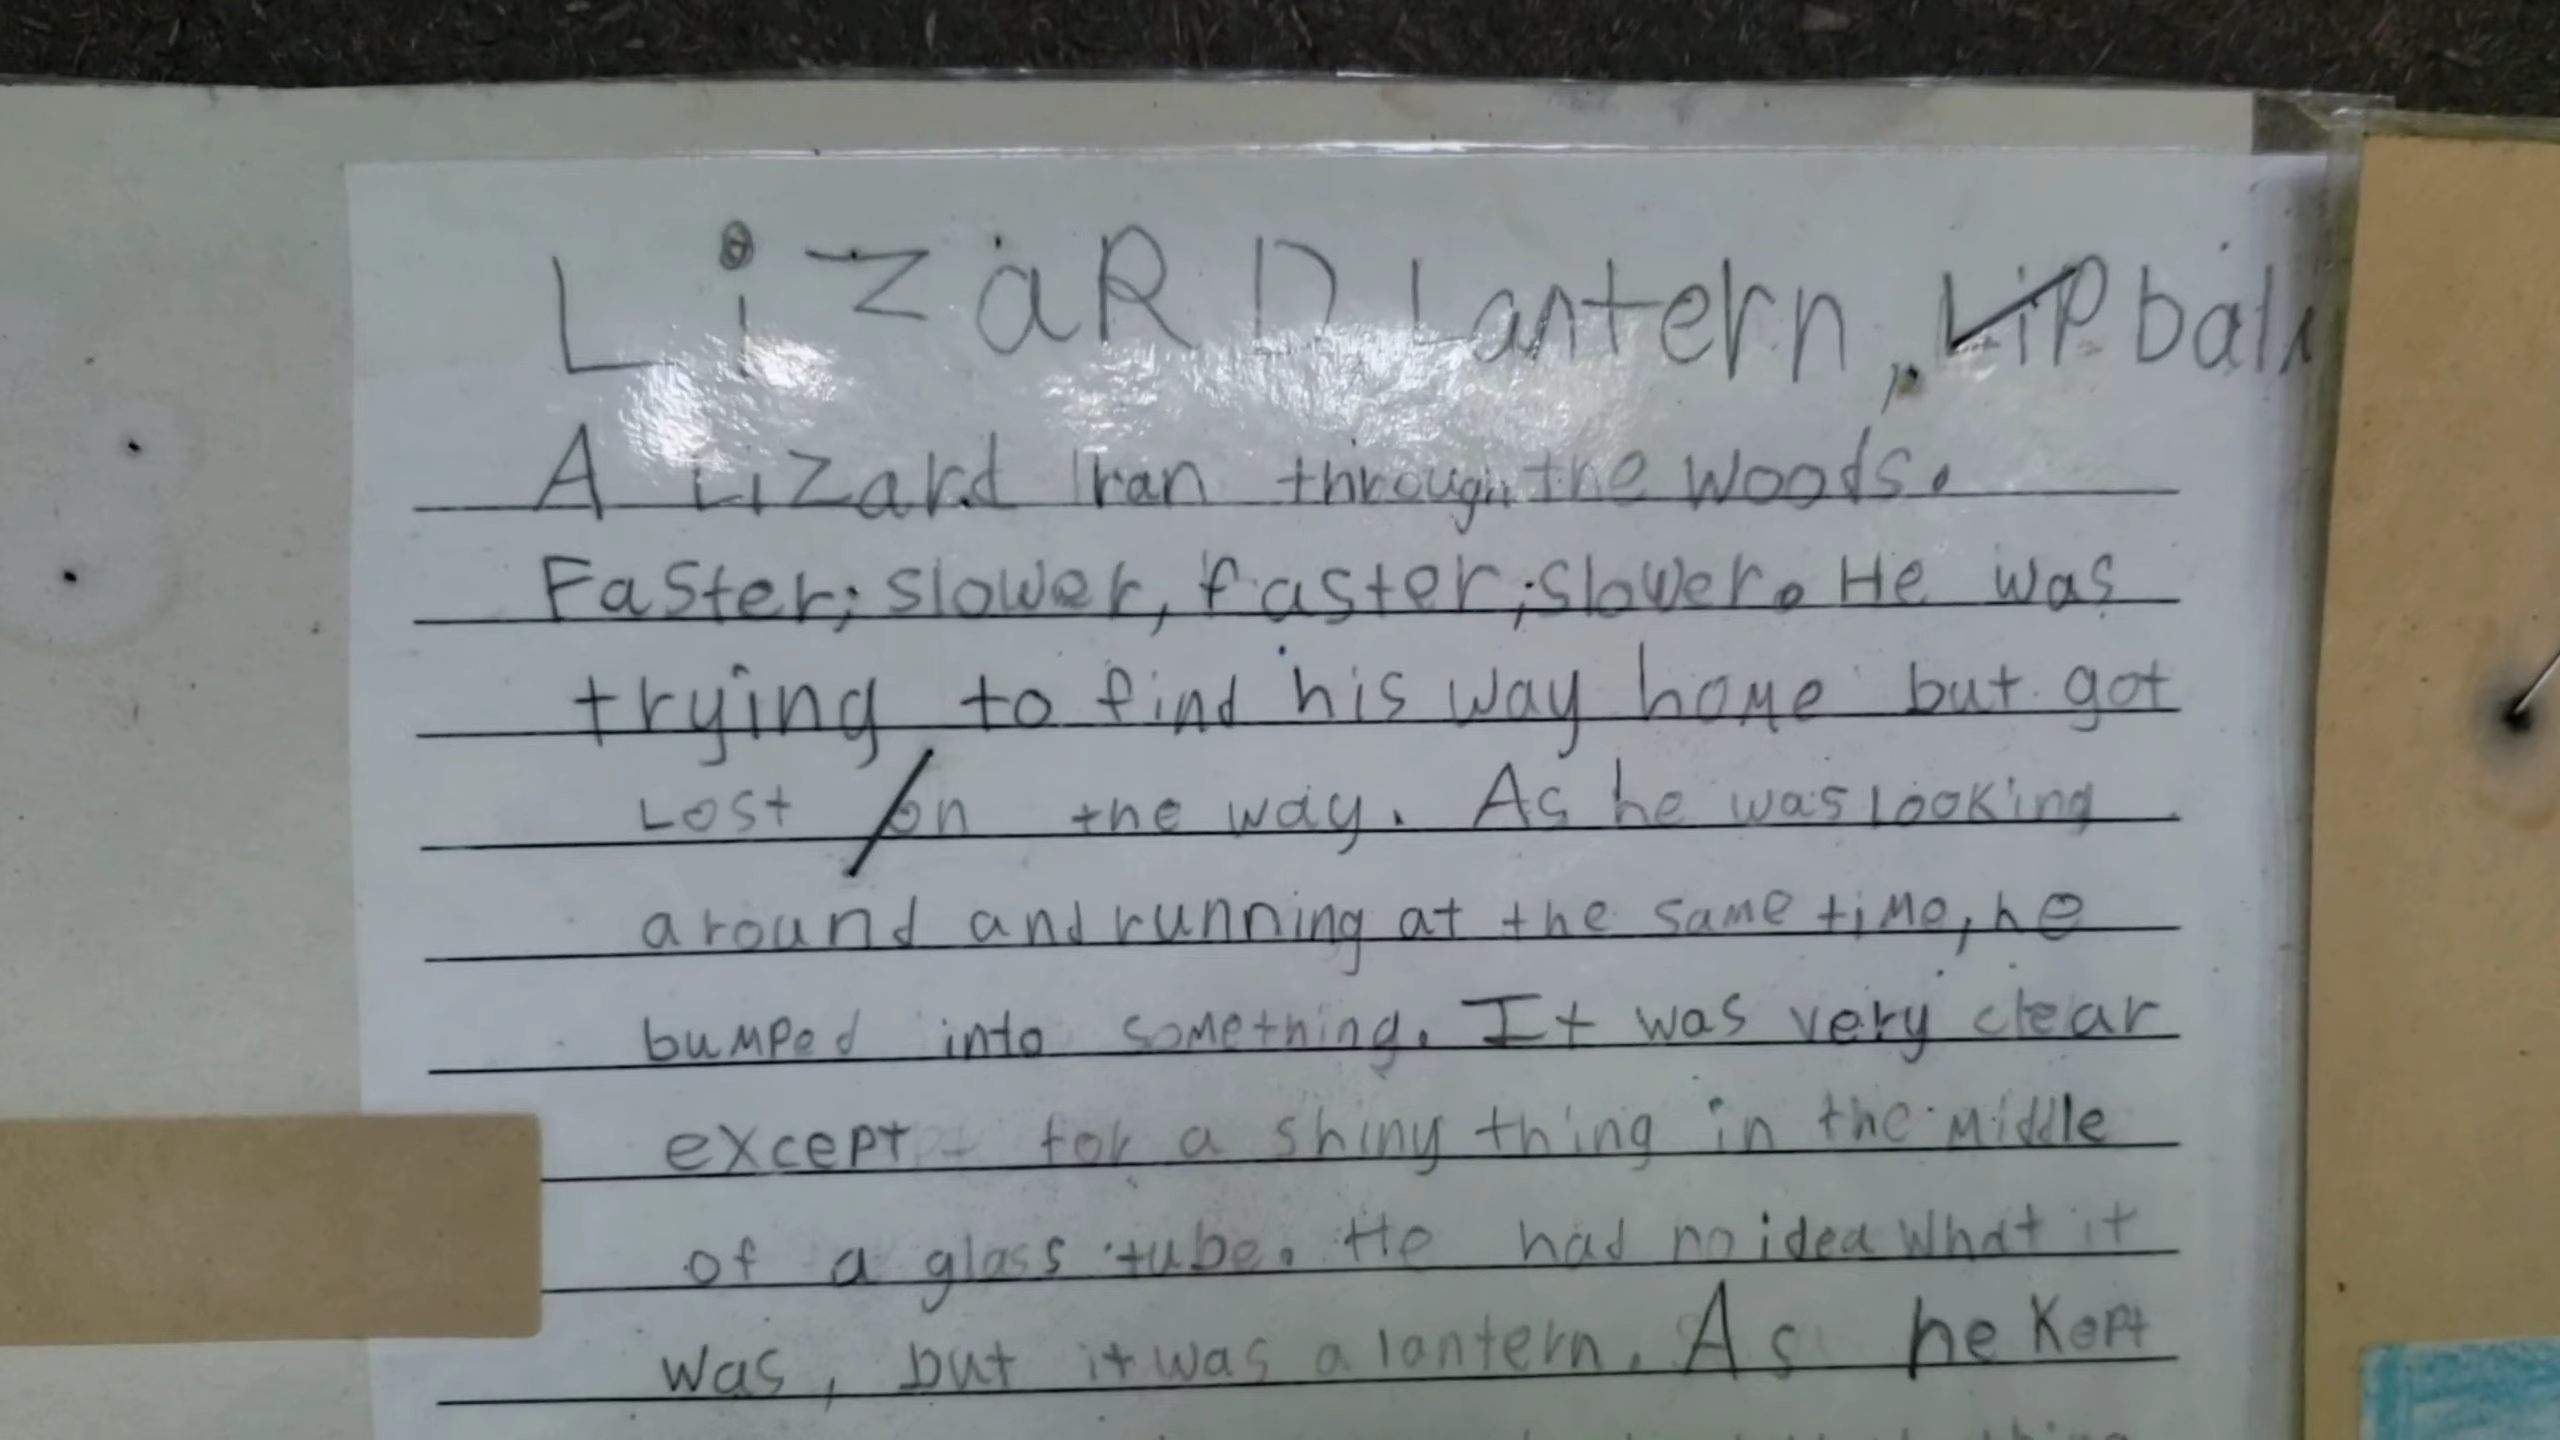 LiZaRD Lantern, LiP balm
A Lizard ran through the woods.
Faster; slower, faster; slower. He was
trying to find his way home but got
Lost on the way. As he was looking
around and running at the same time, he
bumped into something. It was very clear
except for a shiny thing in the middle
of a glass tube. He had no idea what it
was, but it was a lantern. As he kept
thing